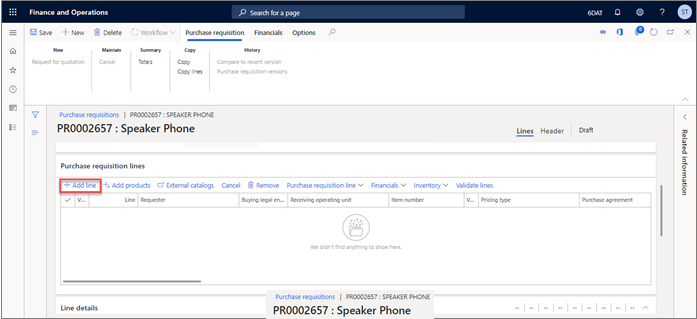 Finance and Operations
Search for a page
6DAT
ST
Save
New
Delete
Workflow
Purchase requisition
Financials
Options
0
New
Maintain
Summary
Copy
History
Request for quotation
Cancel
Totals
Copy
Compare to recent version
Copy lines
Purchase requisition versions
Purchase requisitions | PR0002657 : SPEAKER PHONE
PR0002657 : Speaker Phone
Lines
Header
Draft
Related information
Purchase requisition lines
Add line
Add products
External catalogs
Cancel
Remove
Purchase requisition line
Financials
Inventory
Validate lines
V...
Line
Requester
Buying legal en...
Receiving operating unit
Item number
V...
Pricing type
Purchase agreement
We didn't find anything to show here.
Line details
-- -- -- -- -- -- -- --
Purchase requisitions | PR0002657 : SPEAKER PHONE
PR0002657 : Speaker Phone